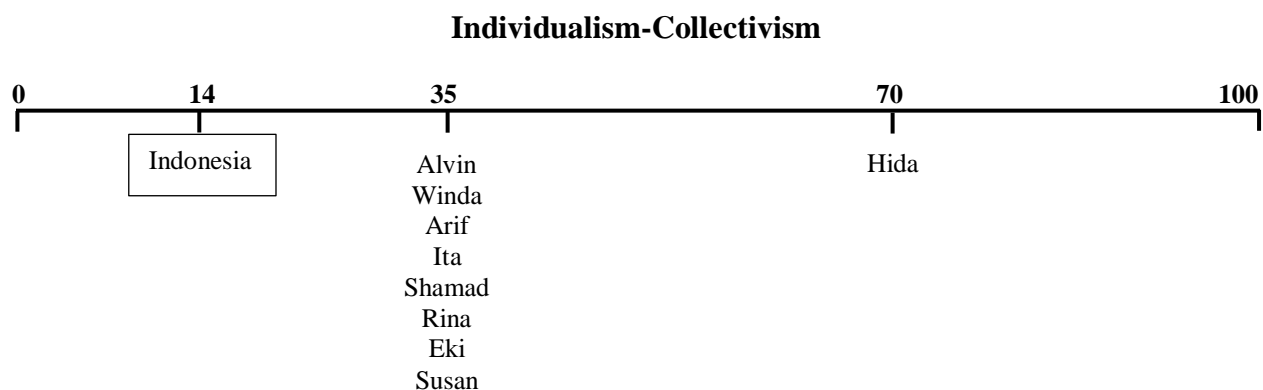 Individualism-Collectivism
0 14 35 70 100
Indonesia Alvin Hida
Winda
Arif
Ita
Shamad
Rina
Eki
Susan